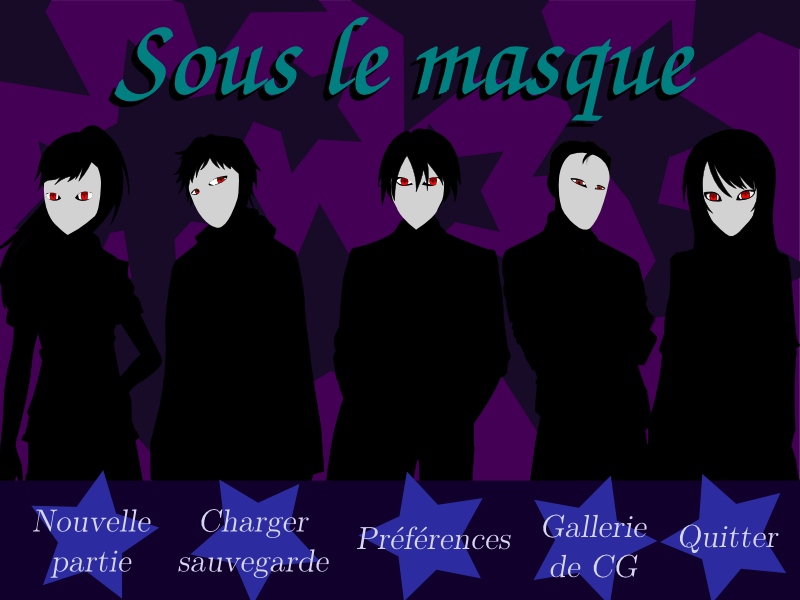 Sous le masque
Nouvelle
partie
Charger
sauvegarde
Préférences
Gallerie
de CG
Quitter